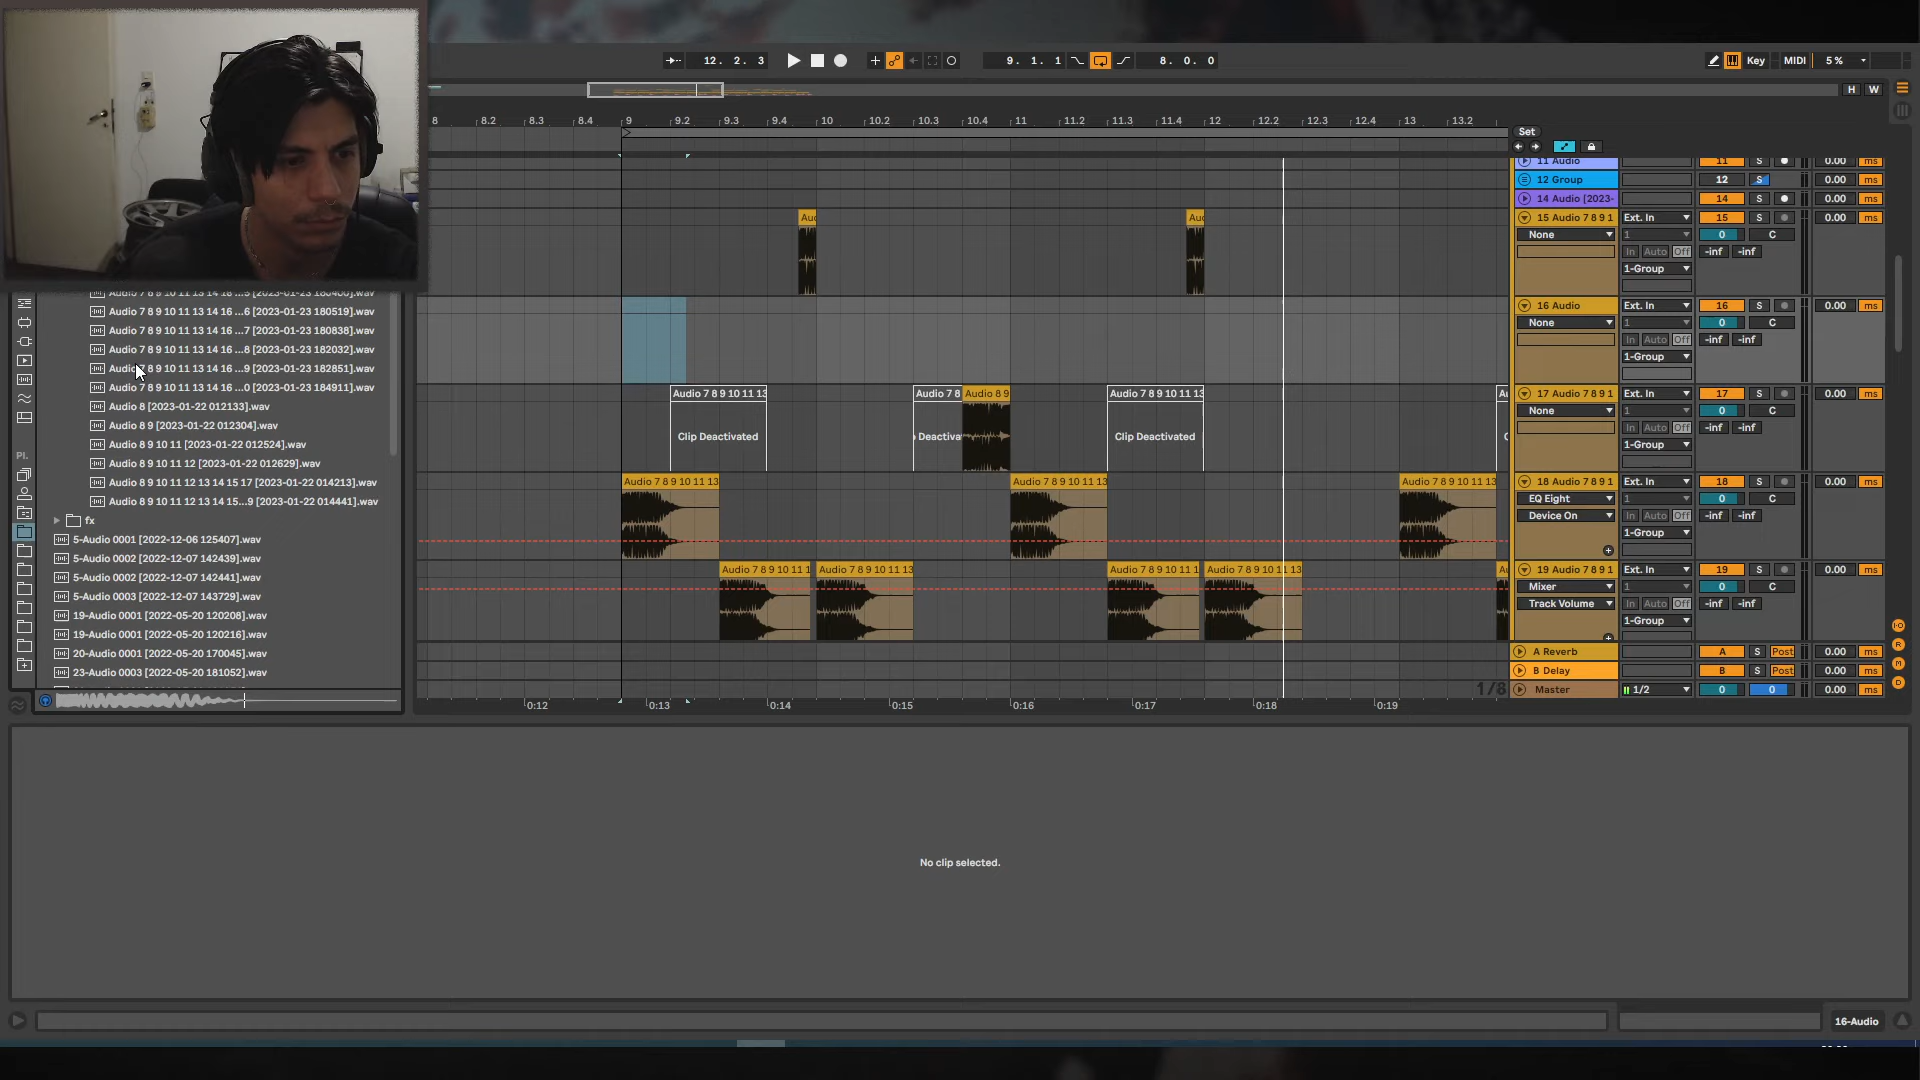 12. 2. 3
9. 1. 1
8. 0. 0
Key
MIDI
5 %
H W
8 8.2 8.3 8.4 9 9.2 9.3 9.4 10 10.2 10.3 10.4 11 11.2 11.3 11.4 12 12.2 12.3 12.4 13 13.2
Set
11 Audio 11 S 0.00 ms
12 Group 12 S 0.00 ms
14 Audio [2023- 14 S 0.00 ms
15 Audio 7 8 9 1 Ext. In 15 S 0.00 ms
None 1 0 C
In Auto Off -inf -inf
1-Group
16 Audio Ext. In 16 S 0.00 ms
None 1 0 C
In Auto Off -inf -inf
1-Group
17 Audio 7 8 9 1 Ext. In 17 S 0.00 ms
None 1 0 C
In Auto Off -inf -inf
1-Group
18 Audio 7 8 9 1 Ext. In 18 S 0.00 ms
EQ Eight 1 0 C
Device On In Auto Off -inf -inf
1-Group
19 Audio 7 8 9 1 Ext. In 19 S 0.00 ms
Mixer 1 0 C
Track Volume In Auto Off -inf -inf
1-Group
A Reverb A S Post 0.00 ms
B Delay B S Post 0.00 ms
1/8 Master 1/2 0 0 0.00 ms
Audio 7 8 9 10 11 13 14 16 ...6 [2023-01-23 180519].wav
Audio 7 8 9 10 11 13 14 16 ...7 [2023-01-23 180838].wav
Audio 7 8 9 10 11 13 14 16 ...8 [2023-01-23 182032].wav
Audio 7 8 9 10 11 13 14 16 ...9 [2023-01-23 182851].wav
Audio 7 8 9 10 11 13 14 16 ...0 [2023-01-23 184911].wav
Audio 8 [2023-01-22 012133].wav
Audio 8 9 [2023-01-22 012304].wav
Audio 8 9 10 11 [2023-01-22 012524].wav
Audio 8 9 10 11 12 [2023-01-22 012629].wav
Audio 8 9 10 11 12 13 14 15 17 [2023-01-22 014213].wav
Audio 8 9 10 11 12 13 14 15...9 [2023-01-22 014441].wav
fx
5-Audio 0001 [2022-12-06 125407].wav
5-Audio 0002 [2022-12-07 142439].wav
5-Audio 0002 [2022-12-07 142441].wav
5-Audio 0003 [2022-12-07 143729].wav
19-Audio 0001 [2022-05-20 120208].wav
19-Audio 0001 [2022-05-20 120216].wav
20-Audio 0001 [2022-05-20 170045].wav
23-Audio 0003 [2022-05-20 181052].wav
Pl.
Auc Auc
Audio 7 8 9 10 11 13 Audio 7 8 Audio 8 9 Audio 7 8 9 10 11 13
Clip Deactivated Deactiva Clip Deactivated
Audio 7 8 9 10 11 13 Audio 7 8 9 10 11 13 Audio 7 8 9 10 11 13
Audio 7 8 9 10 11 1 Audio 7 8 9 10 11 13 Audio 7 8 9 10 11 1 Audio 7 8 9 10 11 13
0:12 0:13 0:14 0:15 0:16 0:17 0:18 0:19
No clip selected.
16-Audio